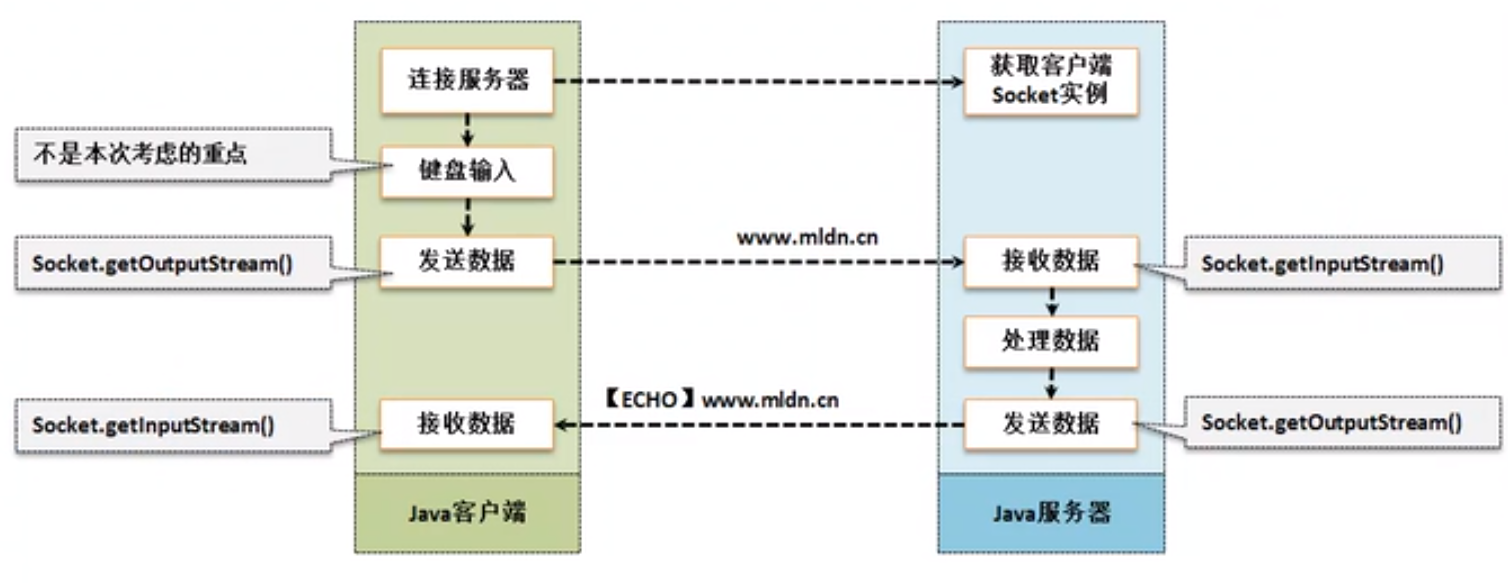 连接服务器
获取客户端
Socket实例
不是本次考虑的重点
键盘输入
Socket.getOutputStream()
发送数据
www.mldn.cn
接收数据
Socket.getInputStream()
处理数据
Socket.getInputStream()
接收数据
【ECHO】www.mldn.cn
发送数据
Socket.getOutputStream()
Java客户端
Java服务器